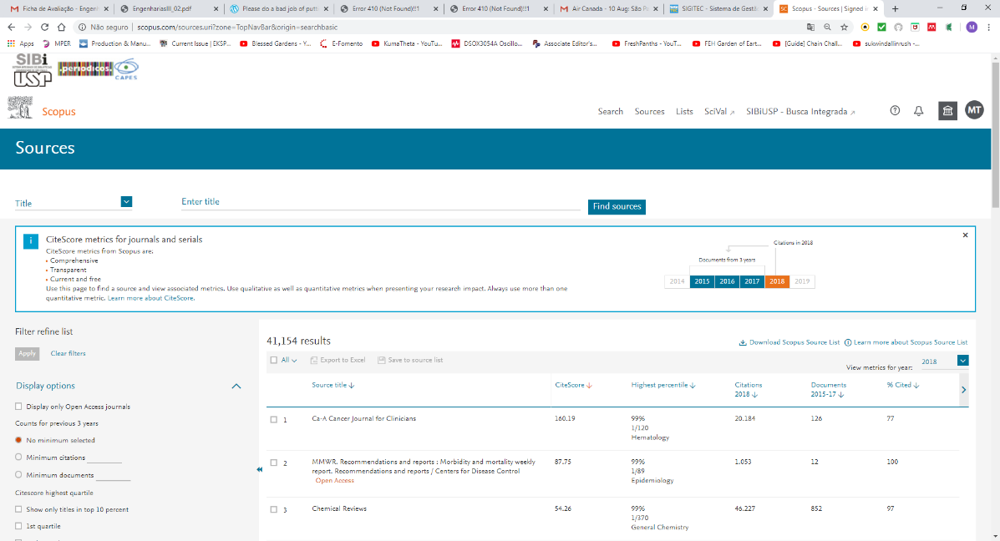 Ficha de Avaliação - Engenh
EngenhariasIII_02.pdf
Please do a bad job of putt
Error 410 (Not Found)!!1
Error 410 (Not Found)!!1
Air Canada - 10 Aug: São Pa
SIGITEC - Sistema de Gestã
Scopus - Sources | Signed in
Não seguro | scopus.com/sources.uri?zone=TopNavBar&origin=searchbasic
M
Apps
MPER
Production & Manu...
Current Issue | EKSP...
Blessed Gardens - Y...
E-Fomento
KumaTheta - YouTu...
DSOX3054A Oscillo...
Associate Editor's...
FreshPanths - YouT...
FEH Garden of Eart...
[Guide] Chain Chall...
sukwindallinrush -...
SIBi
USP
.periodicos.
CAPES
Scopus
Search
Sources
Lists
SciVal
SIBiUSP - Busca Integrada
MT
Sources
Title
Enter title
Find sources
i
CiteScore metrics for journals and serials
CiteScore metrics from Scopus are:
• Comprehensive
• Transparent
• Current and free
Use this page to find a source and view associated metrics. Use qualitative as well as quantitative metrics when presenting your research impact. Always use more than one
quantitative metric. Learn more about CiteScore.
Citations in 2018
Documents from 3 years
2014 2015 2016 2017 2018 2019
Filter refine list
Apply
Clear filters
Display options
Display only Open Access journals
Counts for previous 3 years
No minimum selected
Minimum citations
Minimum documents
Citescore highest quartile
Show only titles in top 10 percent
1st quartile
41,154 results
Download Scopus Source List
Learn more about Scopus Source List
All
Export to Excel
Save to source list
View metrics for year:
2018
Source title
CiteScore
Highest percentile
Citations
2018
Documents
2015-17
% Cited
1
Ca-A Cancer Journal for Clinicians
160.19
99%
1/120
Hematology
20.184
126
77
2
MMWR. Recommendations and reports : Morbidity and mortality weekly
report. Recommendations and reports / Centers for Disease Control
Open Access
87.75
99%
1/89
Epidemiology
1.053
12
100
3
Chemical Reviews
54.26
99%
1/370
General Chemistry
46.227
852
97